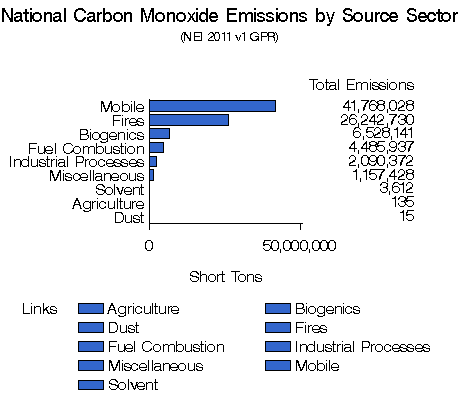 National Carbon Monoxide Emissions by Source Sector
(NEI 2011 v1 GPR)
Total Emissions
Mobile 41,768,028
Fires 26,242,730
Biogenics 6,528,141
Fuel Combustion 4,485,937
Industrial Processes 2,090,372
Miscellaneous 1,157,428
Solvent 3,612
Agriculture 135
Dust 15
0 50,000,000
Short Tons
Links Agriculture Biogenics
Dust Fires
Fuel Combustion Industrial Processes
Miscellaneous Mobile
Solvent